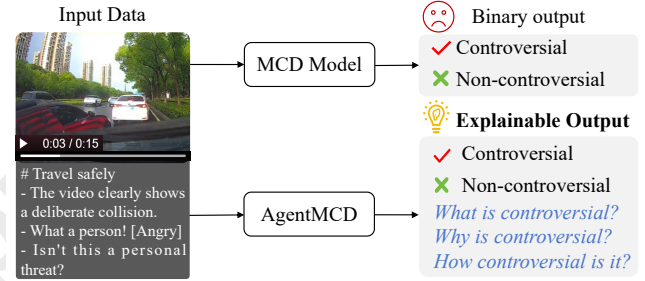 Input Data
0:03 / 0:15
# Travel safely
- The video clearly shows
a deliberate collision.
- What a person! [Angry]
- Isn't this a personal
threat?
MCD Model
AgentMCD
Binary output
Controversial
Non-controversial
Explainable Output
Controversial
Non-controversial
What is controversial?
Why is controversial?
How controversial is it?